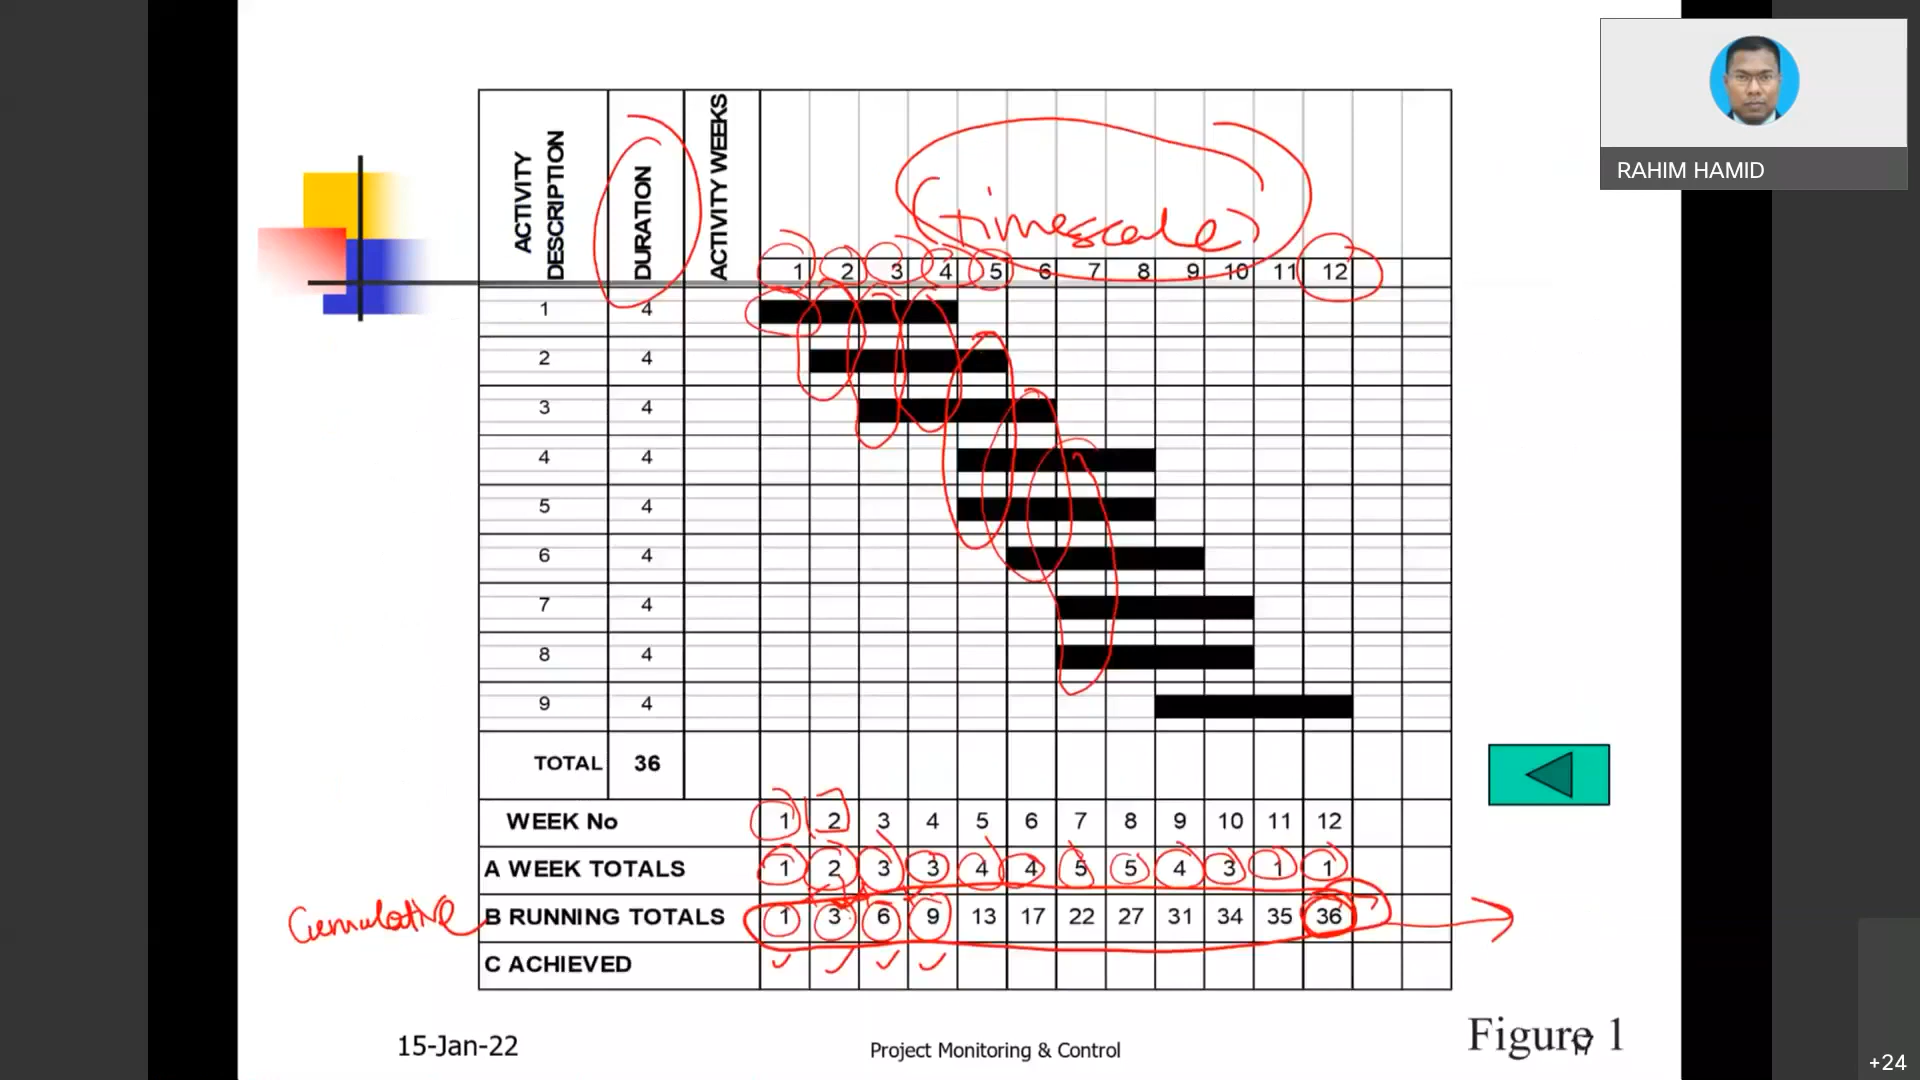 RAHIM HAMID
ACTIVITY DESCRIPTION DURATION ACTIVITY WEEKS
(timescale)
1 2 3 4 5 6 7 8 9 10 11 12
1 4
2 4
3 4
4 4
5 4
6 4
7 4
8 4
9 4
TOTAL 36
WEEK No 1 2 3 4 5 6 7 8 9 10 11 12
A WEEK TOTALS 1 2 3 3 4 4 5 5 4 3 1 1
Cumulative B RUNNING TOTALS 1 3 6 9 13 17 22 27 31 34 35 36
C ACHIEVED
15-Jan-22 Project Monitoring & Control Figure 1
17
+24